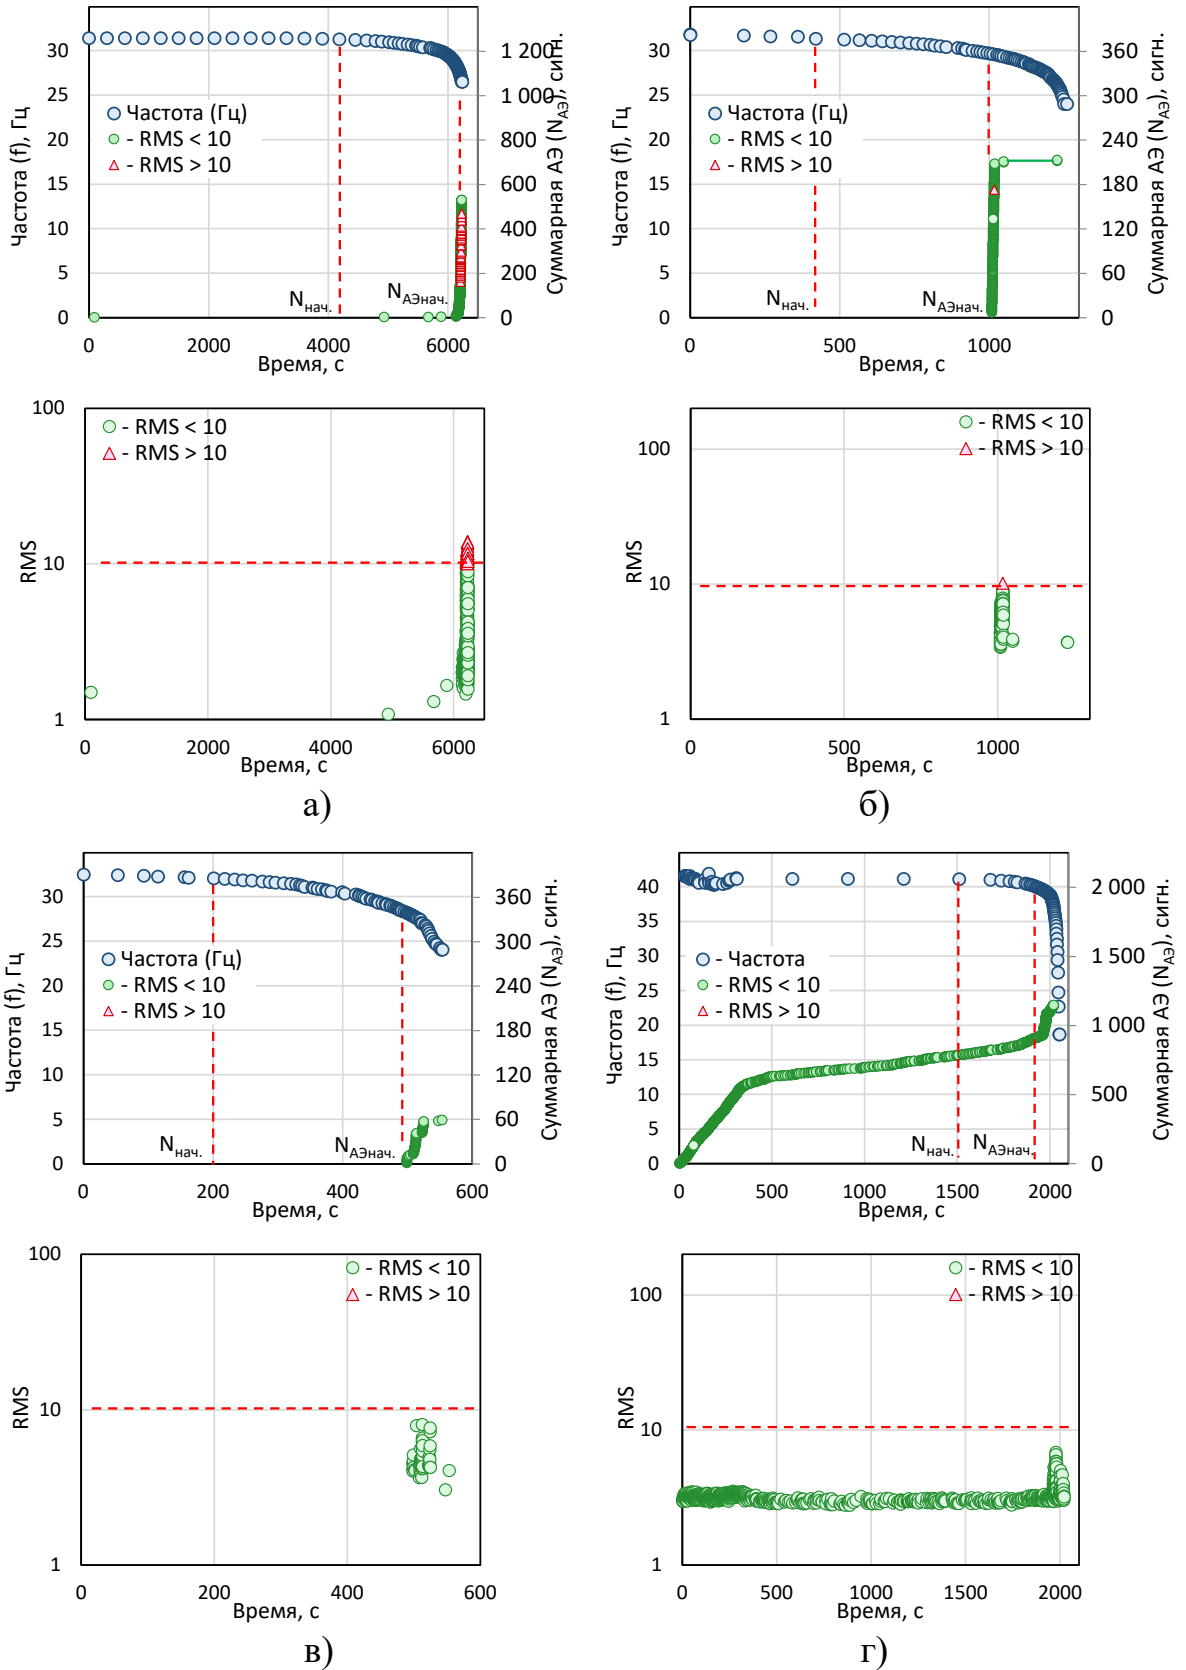 Частота (f), Гц
30
25
20
15
10
5
0
Частота (Гц)
- RMS < 10
- RMS > 10
Nнач.
NАЭнач.
1 200
1 000
800
600
400
200
0
Суммарная АЭ (NАЭ), сигн.
0 2000 4000 6000
Время, с
Частота (f), Гц
30
25
20
15
10
5
0
Частота (Гц)
- RMS < 10
- RMS > 10
Nнач.
NАЭнач.
360
300
240
180
120
60
0
Суммарная АЭ (NАЭ), сигн.
0 500 1000
Время, с
RMS
100
10
1
- RMS < 10
- RMS > 10
0 2000 4000 6000
Время, с
а)
RMS
100
10
1
- RMS < 10
- RMS > 10
0 500 1000
Время, с
б)
Частота (f), Гц
30
25
20
15
10
5
0
Частота (Гц)
- RMS < 10
- RMS > 10
Nнач.
NАЭнач.
360
300
240
180
120
60
0
Суммарная АЭ (NАЭ), сигн.
0 200 400 600
Время, с
Частота (f), Гц
40
35
30
25
20
15
10
5
0
- Частота
- RMS < 10
- RMS > 10
Nнач.
NАЭнач.
2 000
1 500
1 000
500
0
Суммарная АЭ (NАЭ), сигн.
0 500 1000 1500 2000
Время, с
RMS
100
10
1
- RMS < 10
- RMS > 10
0 200 400 600
Время, с
в)
RMS
100
10
1
- RMS < 10
- RMS > 10
0 500 1000 1500 2000
Время, с
г)